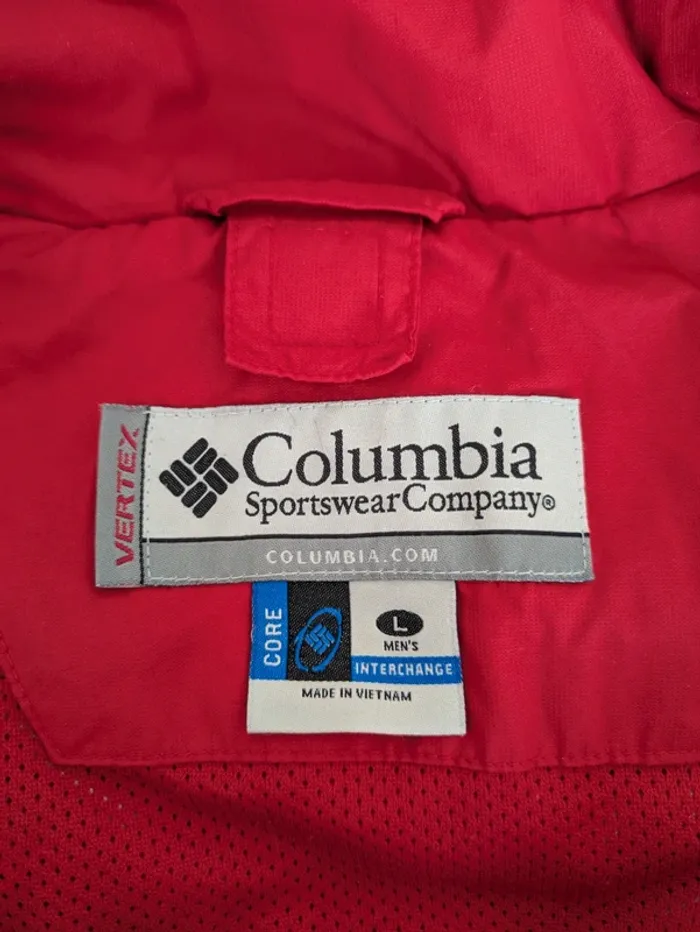 VERTEX
Columbia
Sportswear Company®
COLUMBIA.COM
CORE
L
MEN'S
INTERCHANGE
MADE IN VIETNAM